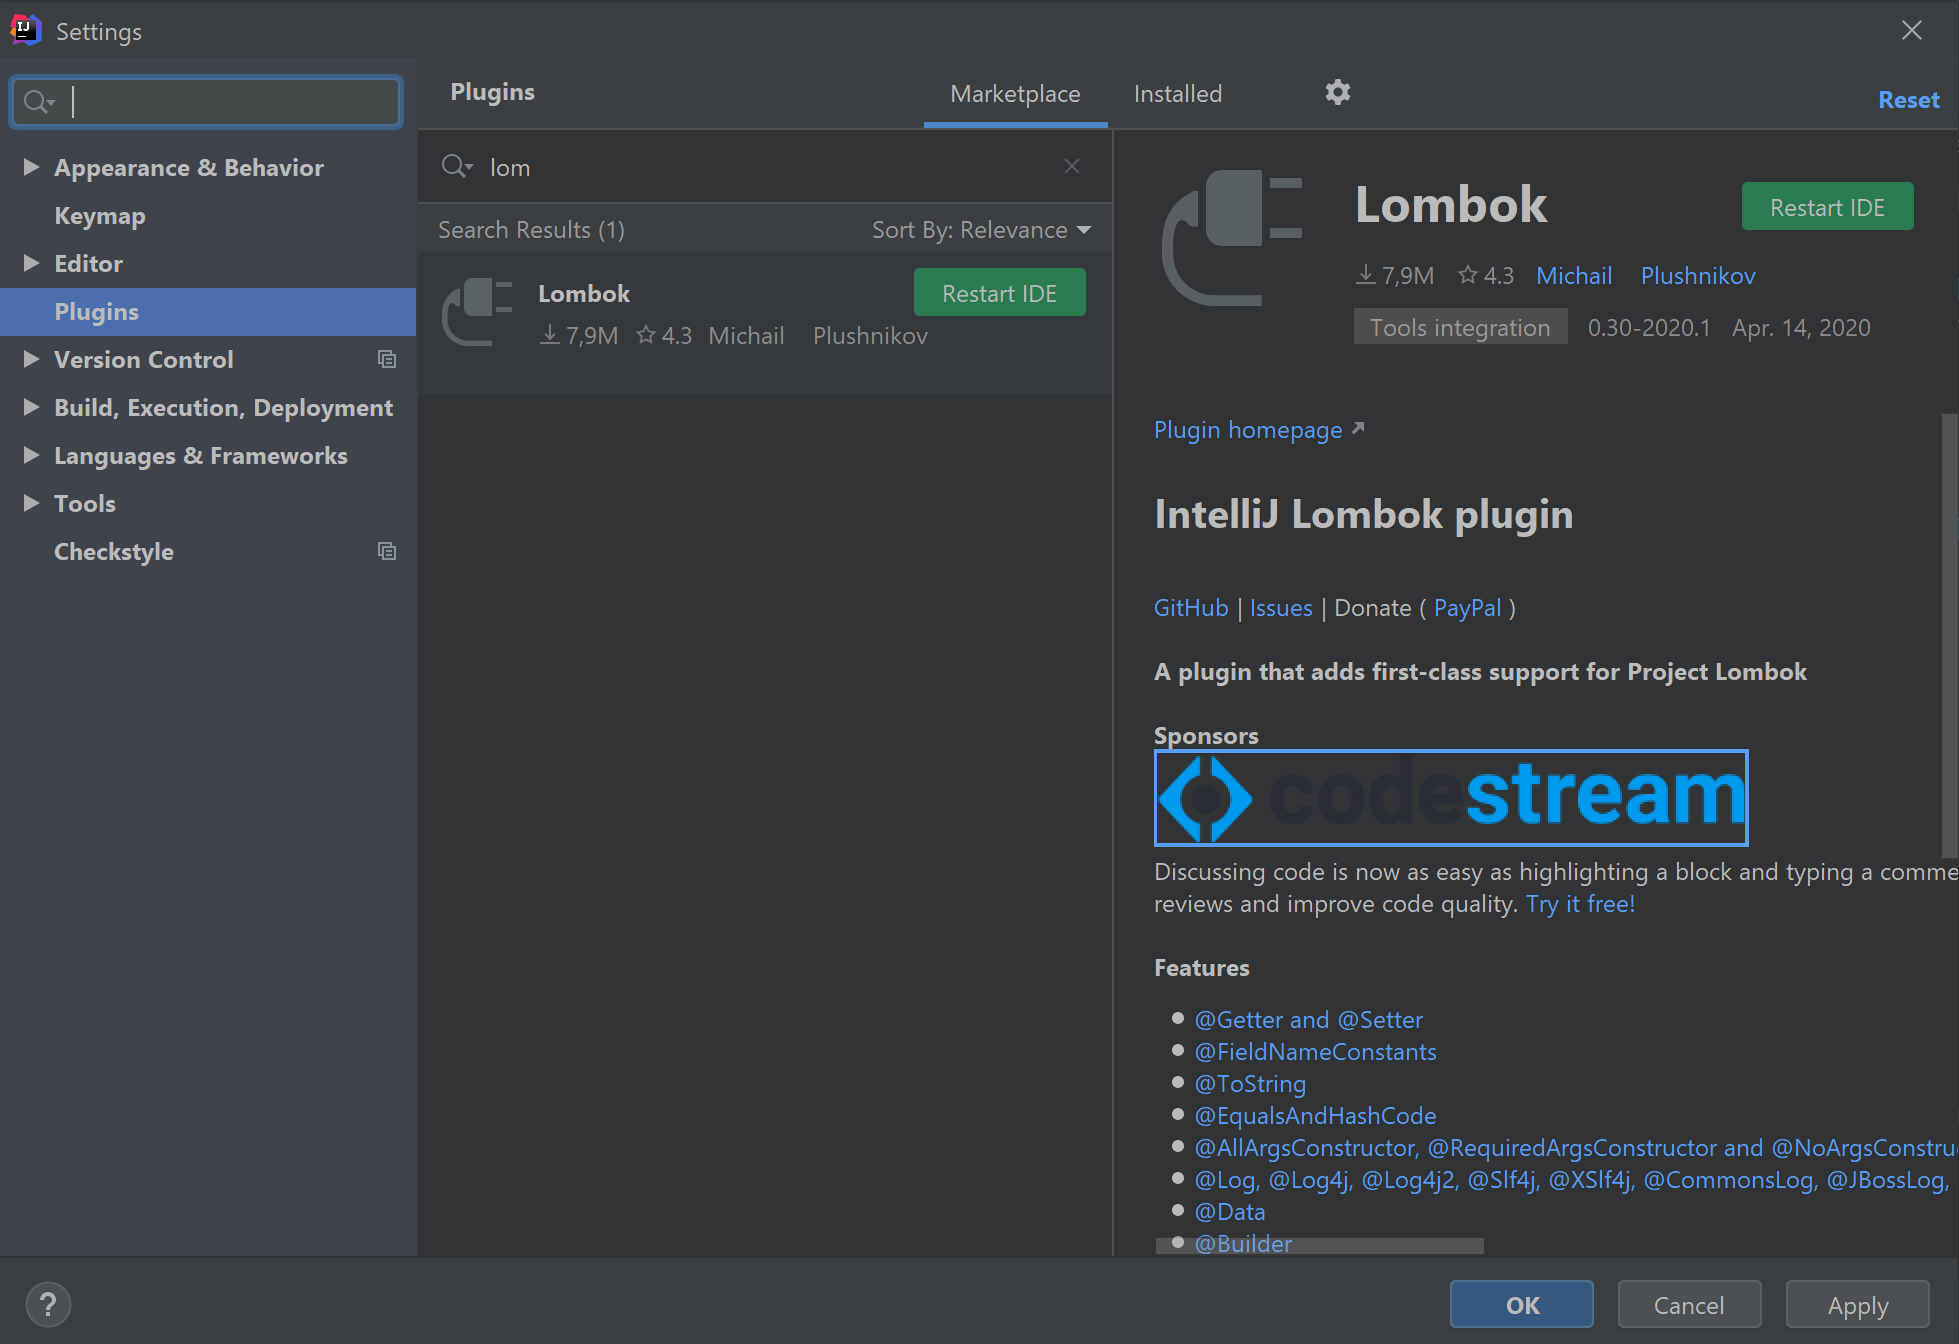 IJ
Settings
Appearance & Behavior
Keymap
Editor
Plugins
Version Control
Build, Execution, Deployment
Languages & Frameworks
Tools
Checkstyle
Plugins
Marketplace
Installed
Reset
lom
Search Results (1)
Sort By: Relevance
Lombok
Restart IDE
7,9M 4.3 Michail Plushnikov
Lombok
Restart IDE
7,9M 4.3 Michail Plushnikov
Tools integration 0.30-2020.1 Apr. 14, 2020
Plugin homepage
IntelliJ Lombok plugin
GitHub | Issues | Donate ( PayPal )
A plugin that adds first-class support for Project Lombok
Sponsors
codestream
Discussing code is now as easy as highlighting a block and typing a comme
reviews and improve code quality. Try it free!
Features
@Getter and @Setter
@FieldNameConstants
@ToString
@EqualsAndHashCode
@AllArgsConstructor, @RequiredArgsConstructor and @NoArgsConstru
@Log, @Log4j, @Log4j2, @Slf4j, @XSlf4j, @CommonsLog, @JBossLog,
@Data
@Builder
?
OK
Cancel
Apply